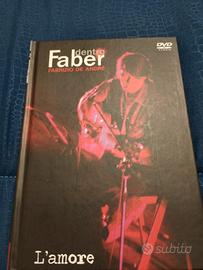 dentro
Faber
FABRIZIO DE ANDRÉ
DVD
L'amore
subito